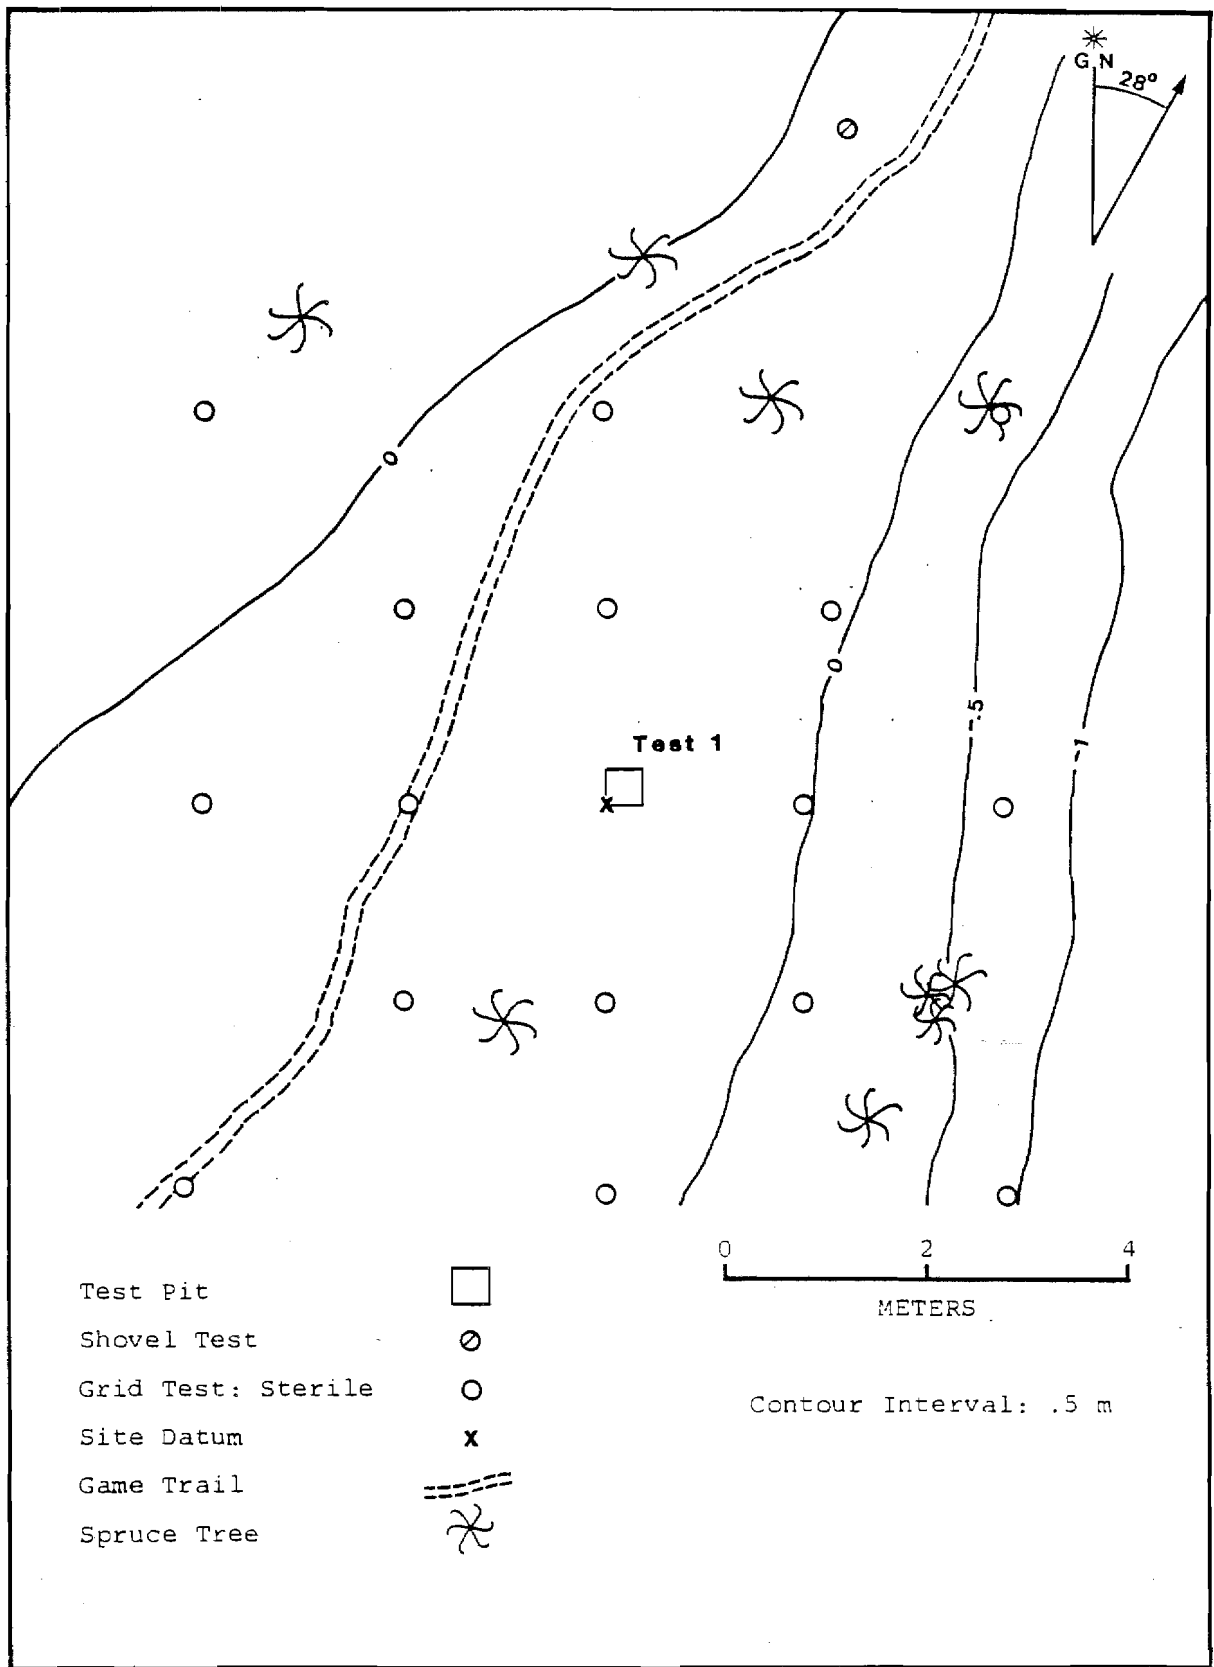 G N
28°
0
Test 1
0
-.5
-1
x
0 2 4
METERS
Test Pit
Shovel Test
Grid Test: Sterile
Site Datum x
Game Trail
Spruce Tree
Contour Interval: .5 m